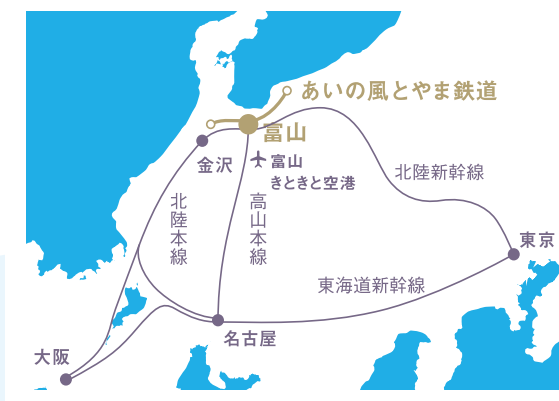 あいの風とやま鉄道
富山
金沢
富山
きときと空港
北陸新幹線
北陸本線
高山本線
東京
東海道新幹線
名古屋
大阪